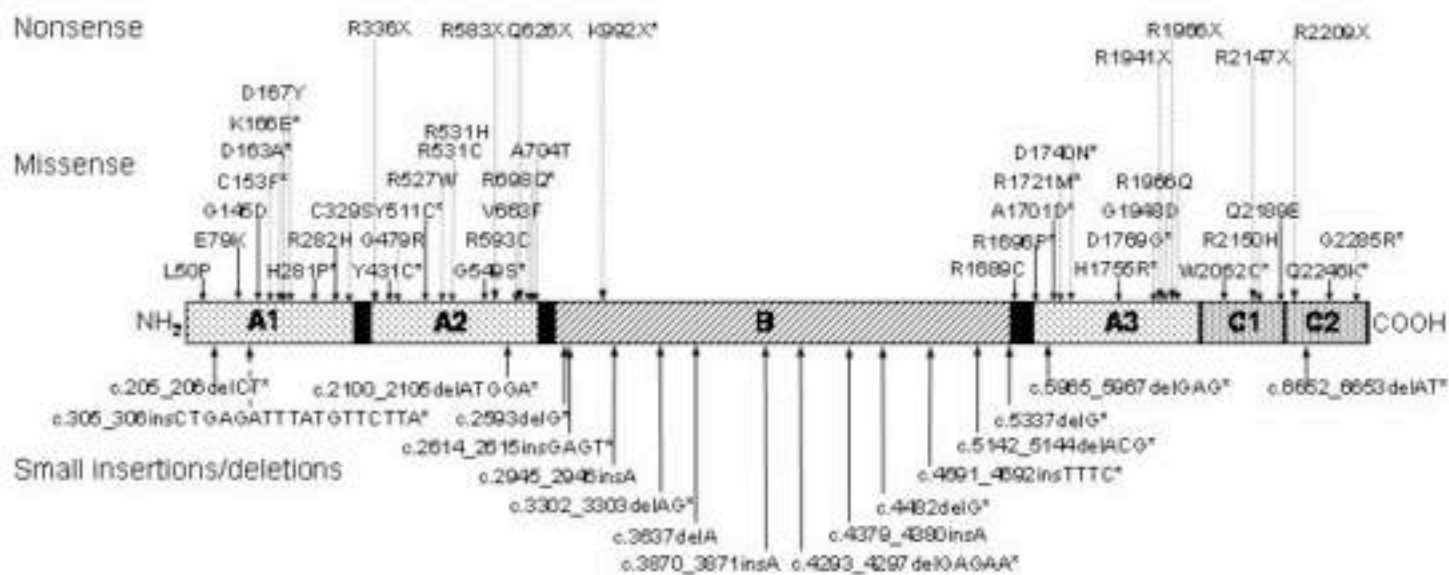 Nonsense
R336X R583X Q626X K992X* R1966X R2209X
R1941X R2147X
D167Y
K166E*
R531H
Missense
D163A* R531C A704T D1740N*
C153F* R527W R698Q* R1721M* R1966Q
G145D C329S Y511C* V663F A1701D* G1948D Q2189E
E79K R282H G479R R593C R1696P* D1769G* R2150H G2285R*
L50P H281P* Y431C* G549S* R1689C H1755R* W2062C* Q2246K*
NH2 A1 A2 B A3 C1 C2 COOH
c.205_206delCT* c.2100_2105delATGGA* c.5965_5967delGAG* c.6652_6653delAT*
c.305_306insCTGAGATTTATGTTCTTA* c.2593delG* c.5337delG*
c.2614_2615insGAGT* c.5142_5144delACG*
Small insertions/deletions
c.2945_2946insA c.4691_4692insTTTC*
c.3302_3303delAG* c.4482delG*
c.3637delA c.4379_4380insA
c.3870_3871insA c.4293_4297delGAGAA*